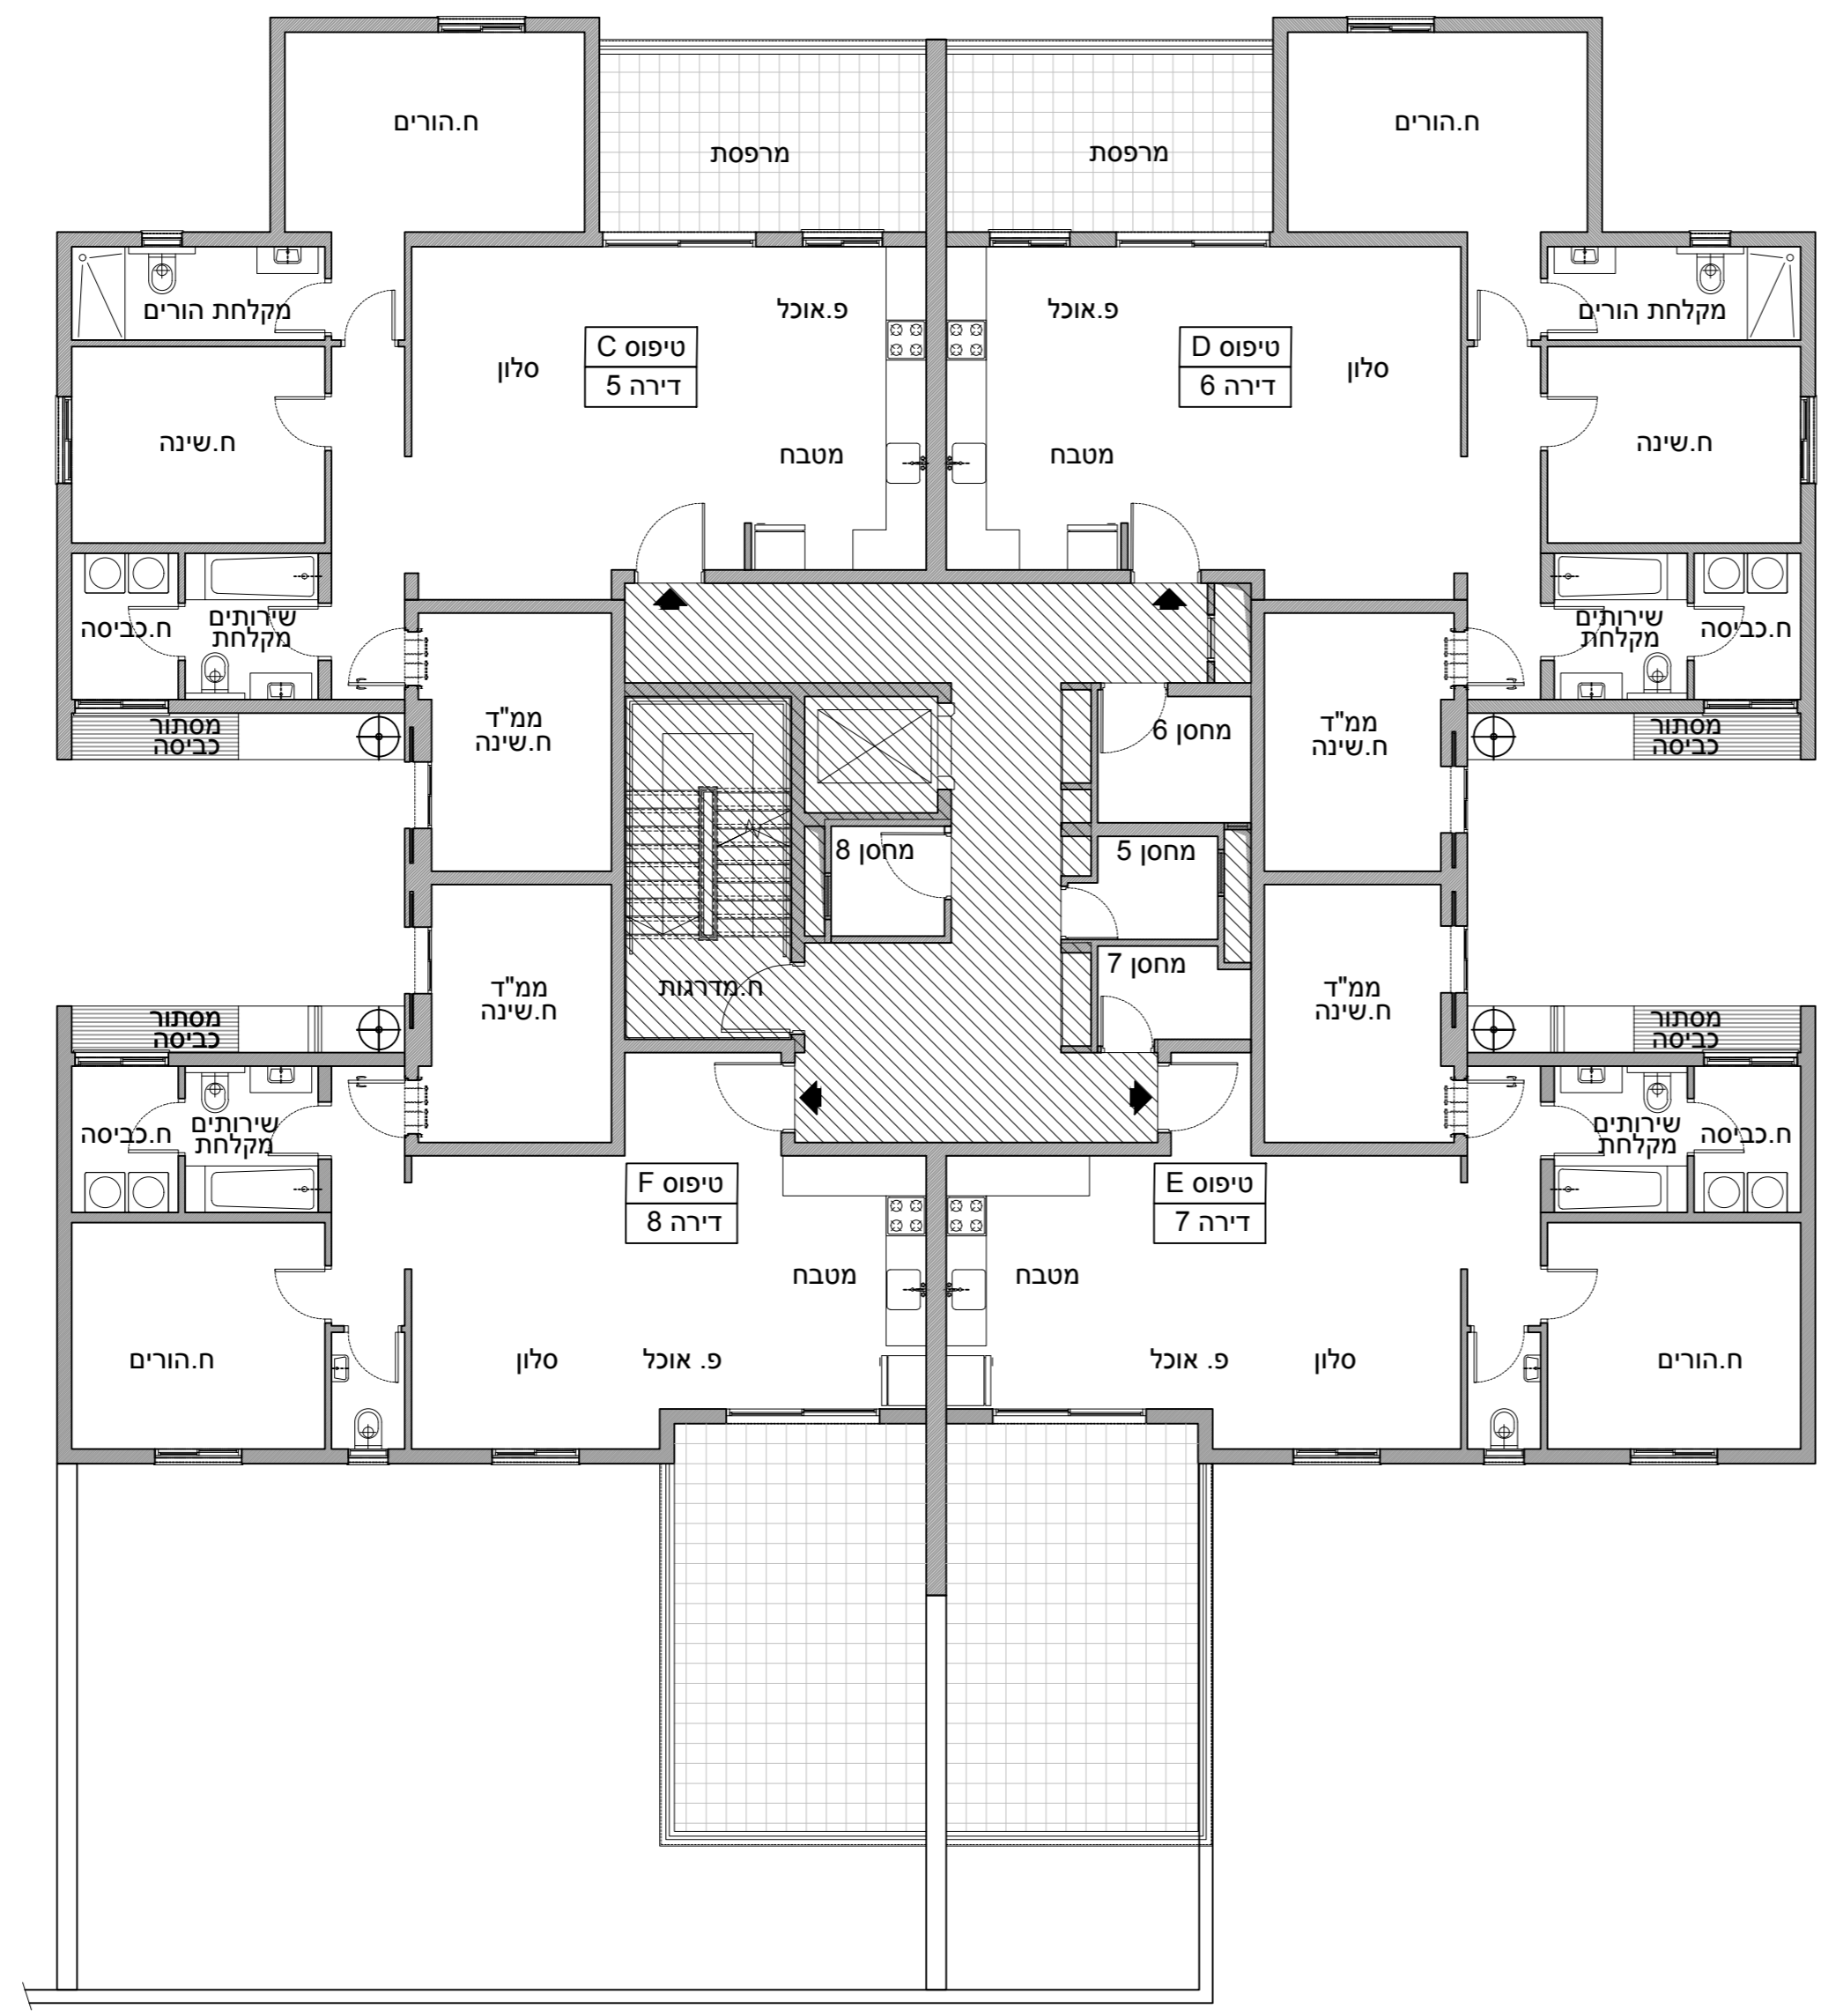 ח.הורים
ח.הורים
מרפסת
מרפסת
מקלחת הורים
פ.אוכל
פ.אוכל
מקלחת הורים
סלון
טיפוס C
דירה 5
טיפוס D
דירה 6
סלון
ח.שינה
מטבח
מטבח
ח.שינה
ח.כביסה
שירותים
מקלחת
שירותים
מקלחת
ח.כביסה
מסתור
כביסה
ממ"ד
ח.שינה
מחסן 6
ממ"ד
ח.שינה
מסתור
כביסה
מחסן 8
מחסן 5
מחסן 7
מסתור
כביסה
ממ"ד
ח.שינה
ח.מדרגות
ממ"ד
ח.שינה
מסתור
כביסה
ח.כביסה
שירותים
מקלחת
שירותים
מקלחת
ח.כביסה
טיפוס F
דירה 8
טיפוס E
דירה 7
מטבח
מטבח
ח.הורים
סלון
פ. אוכל
פ. אוכל
סלון
ח.הורים